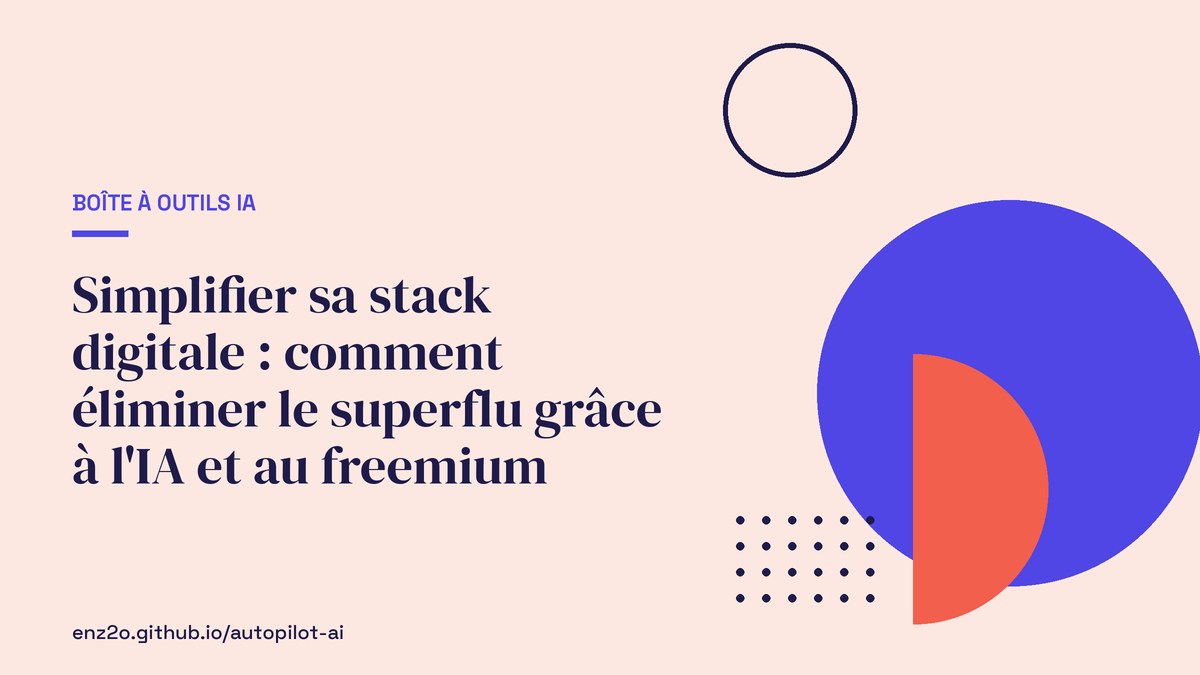 BOÎTE À OUTILS IA
Simplifier sa stack
digitale : comment
éliminer le superflu grâce
à l'IA et au freemium
enz2o.github.io/autopilot-ai